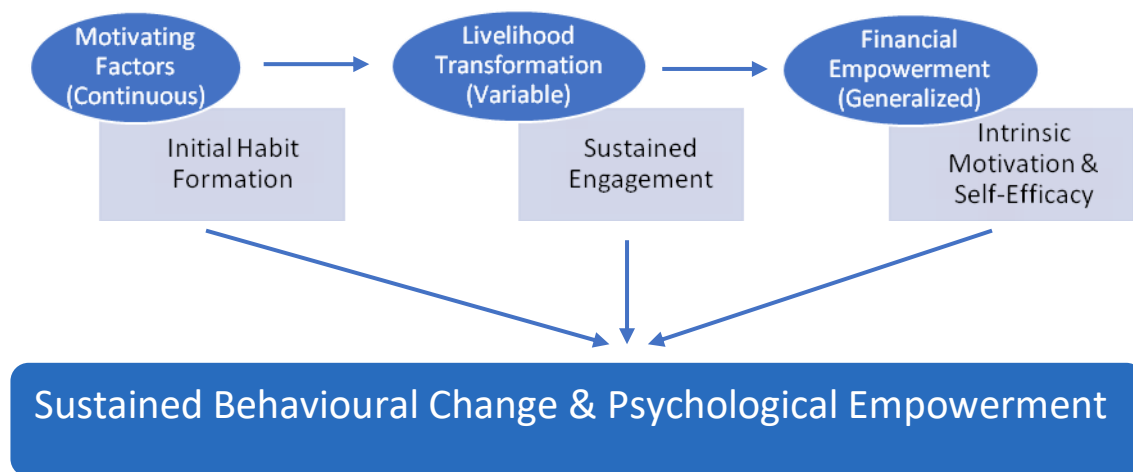 Motivating
Factors
(Continuous)
Livelihood
Transformation
(Variable)
Financial
Empowerment
(Generalized)
Initial Habit
Formation
Sustained
Engagement
Intrinsic
Motivation &
Self-Efficacy
Sustained Behavioural Change & Psychological Empowerment